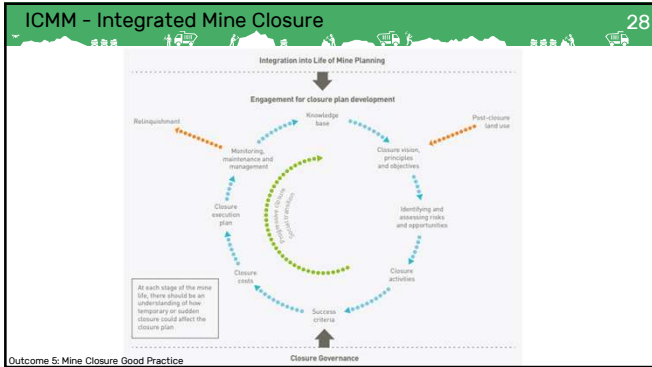 ICMM - Integrated Mine Closure
28
Integration into Life of Mine Planning
Engagement for closure plan development
Knowledge
base
Relinquishment
Post-closure
land use
Monitoring,
maintenance and
management
Closure vision,
principles
and objectives
Closure
execution
plan
Progressive closure
Social transition
Identifying and
assessing risks
and opportunities
Closure
costs
Closure
activities
At each stage of the mine
life, there should be an
understanding of how
temporary or sudden
closure could affect the
closure plan
Success
criteria
Closure Governance
Outcome 5: Mine Closure Good Practice